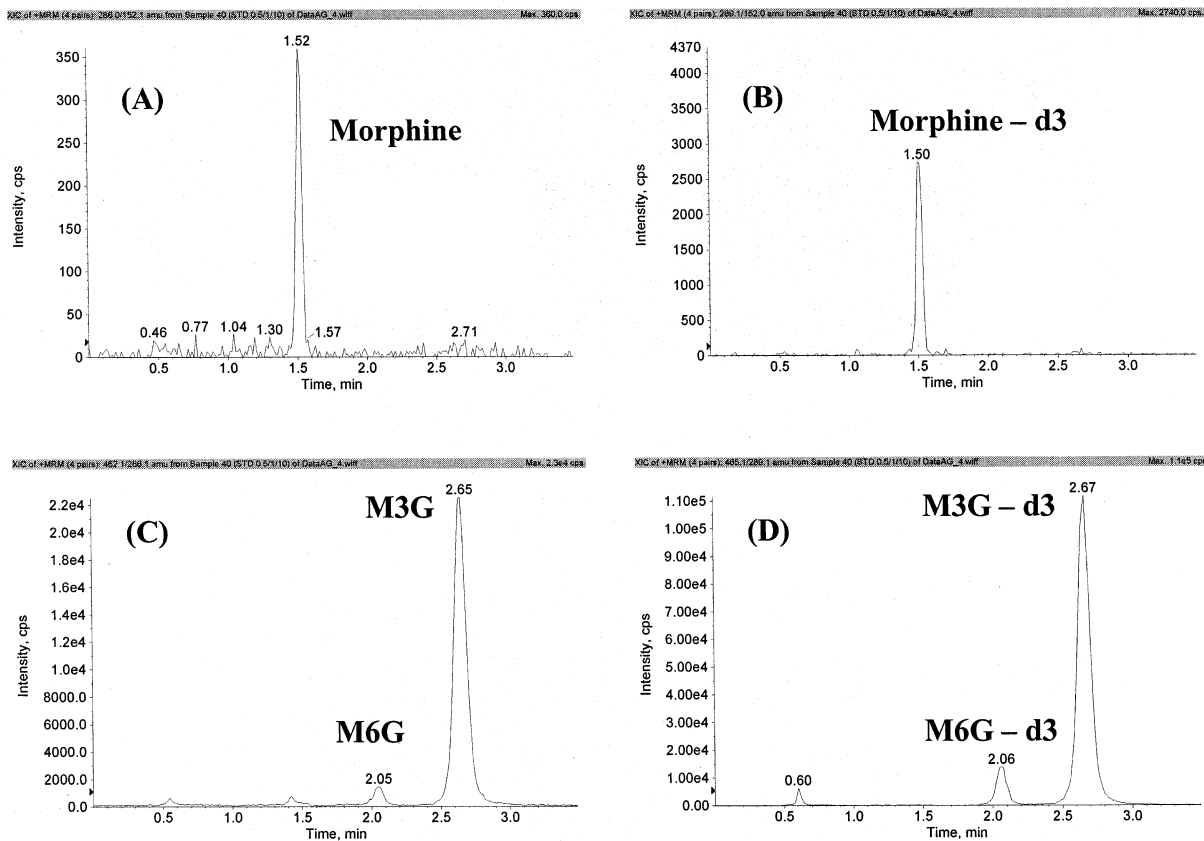 XIC of +MRM (4 pairs): 286.0/152.1 amu from Sample 40 (STD 0.5/1/10) of DataAG_4.wiff Max. 360.0 cps.
(A)
Morphine
1.52
0.46
0.77
1.04
1.30
1.57
2.71
350
300
250
200
150
100
50
0
Intensity, cps
0.5 1.0 1.5 2.0 2.5 3.0
Time, min
XIC of +MRM (4 pairs): 289.1/152.0 amu from Sample 40 (STD 0.5/1/10) of DataAG_4.wiff Max. 2740.0 cps.
(B)
Morphine – d3
1.50
4370
4000
3500
3000
2500
2000
1500
1000
500
0
Intensity, cps
0.5 1.0 1.5 2.0 2.5 3.0
Time, min
XIC of +MRM (4 pairs): 462.1/286.1 amu from Sample 40 (STD 0.5/1/10) of DataAG_4.wiff Max. 2.3e4 cps
(C)
M3G
2.65
M6G
2.05
2.2e4
2.0e4
1.8e4
1.6e4
1.4e4
1.2e4
1.0e4
8000.0
6000.0
4000.0
2000.0
0.0
Intensity, cps
0.5 1.0 1.5 2.0 2.5 3.0
Time, min
XIC of +MRM (4 pairs): 465.1/289.1 amu from Sample 40 (STD 0.5/1/10) of DataAG_4.wiff Max. 1.1e5 cps
(D)
M3G – d3
2.67
M6G – d3
2.06
0.60
1.10e5
1.00e5
9.00e4
8.00e4
7.00e4
6.00e4
5.00e4
4.00e4
3.00e4
2.00e4
1.00e4
0.00
Intensity, cps
0.5 1.0 1.5 2.0 2.5 3.0
Time, min